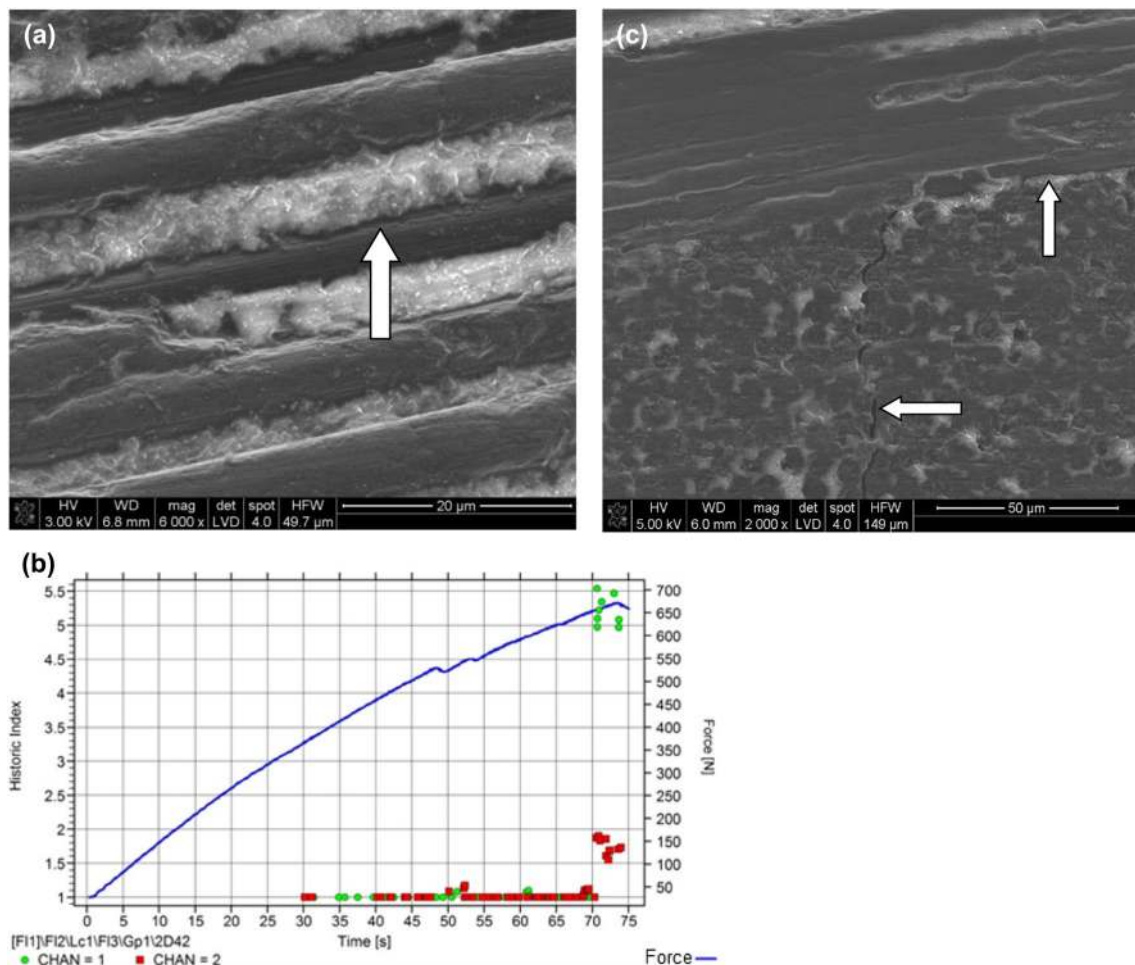 (a)
HV WD mag det spot HFW 20 µm
3.00 kV 6.8 mm 6 000 x LVD 4.0 49.7 µm
(c)
HV WD mag det spot HFW 50 µm
5.00 kV 6.0 mm 2 000 x LVD 4.0 149 µm
(b)
Historic Index
5.5
5
4.5
4
3.5
3
2.5
2
1.5
1
700
650
600
550
500
450
400
350
300
250
200
150
100
50
Force [N]
0 5 10 15 20 25 30 35 40 45 50 55 60 65 70 75
Time [s]
[FI1]\FI2\Lc1\FI3\Gp1\2D42
CHAN = 1 CHAN = 2
Force